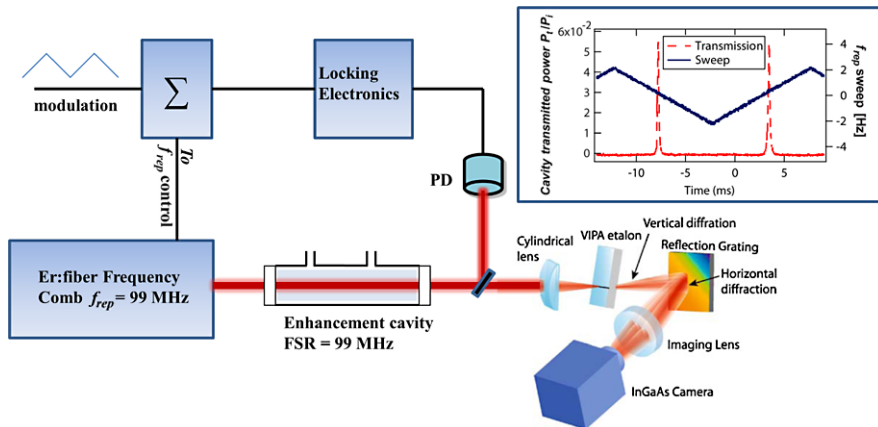 modulation
Σ
Locking
Electronics
To
f_rep control
PD
Er:fiber Frequency
Comb f_rep = 99 MHz
Enhancement cavity
FSR = 99 MHz
Cavity transmitted power Pt/Pi
6x10⁻²
5
4
3
2
1
0
Transmission
Sweep
4
2
0
-2
-4
f_rep sweep [Hz]
-10
-5
0
5
Time (ms)
Cylindrical
lens
VIPA etalon
Vertical diffration
Reflection Grating
Horizontal
diffraction
Imaging Lens
InGaAs Camera